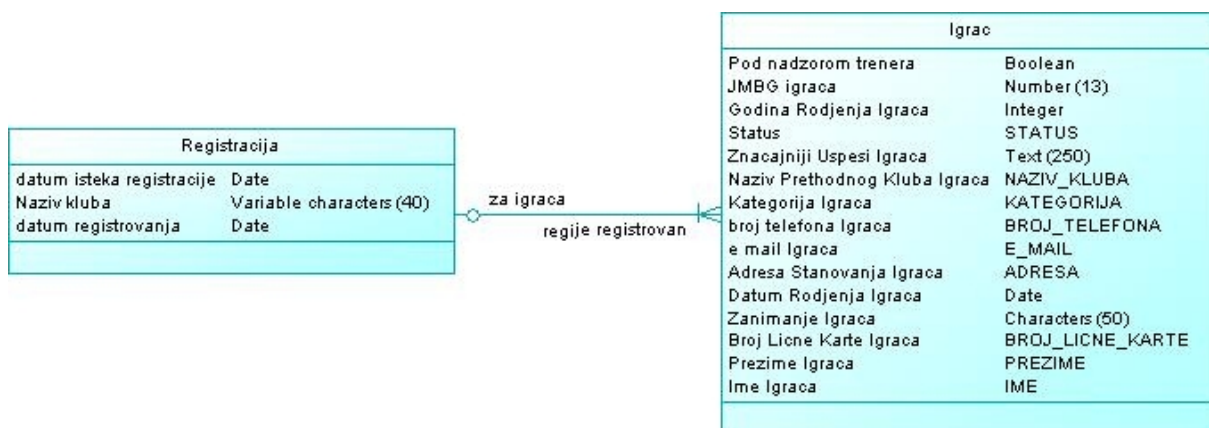 Registracija
datum isteka registracije Date
Naziv kluba Variable characters (40)
datum registrovanja Date
za igraca
regije registrovan
Igrac
Pod nadzorom trenera Boolean
JMBG igraca Number (13)
Godina Rodjenja Igraca Integer
Status STATUS
Znacajniji Uspesi Igraca Text (250)
Naziv Prethodnog Kluba Igraca NAZIV_KLUBA
Kategorija Igraca KATEGORIJA
broj telefona Igraca BROJ_TELEFONA
e mail Igraca E_MAIL
Adresa Stanovanja Igraca ADRESA
Datum Rodjenja Igraca Date
Zanimanje Igraca Characters (50)
Broj Licne Karte Igraca BROJ_LICNE_KARTE
Prezime Igraca PREZIME
Ime Igraca IME